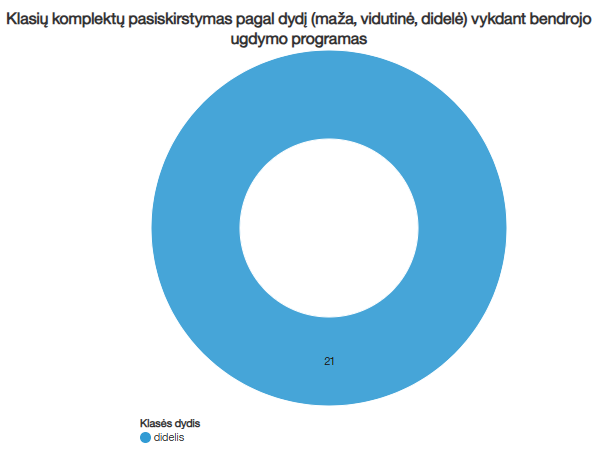 Klasių komplektų pasiskirstymas pagal dydį (maža, vidutinė, didelė) vykdant bendrojo
ugdymo programas
21
Klasės dydis
didelis